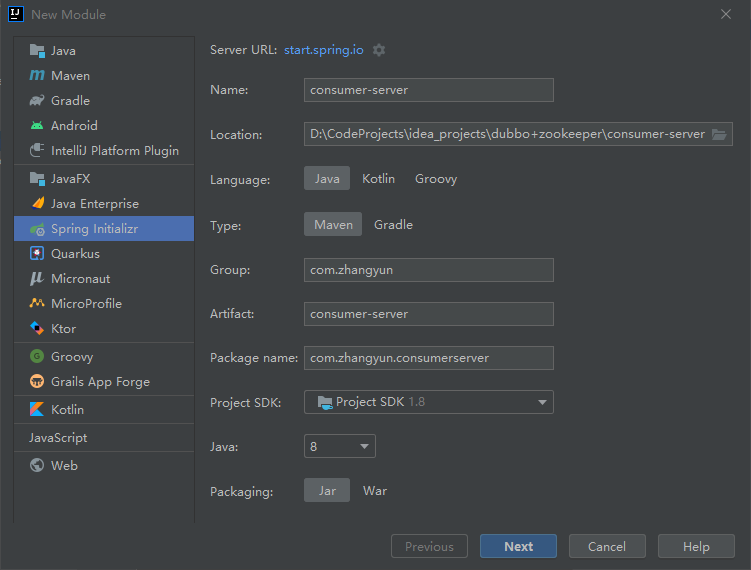 New Module
Java
Maven
Gradle
Android
IntelliJ Platform Plugin
JavaFX
Java Enterprise
Spring Initializr
Quarkus
Micronaut
MicroProfile
Ktor
Groovy
Grails App Forge
Kotlin
JavaScript
Web
Server URL: start.spring.io
Name: consumer-server
Location: D:\CodeProjects\idea_projects\dubbo+zookeeper\consumer-server
Language: Java Kotlin Groovy
Type: Maven Gradle
Group: com.zhangyun
Artifact: consumer-server
Package name: com.zhangyun.consumerserver
Project SDK: Project SDK 1.8
Java: 8
Packaging: Jar War
Previous Next Cancel Help